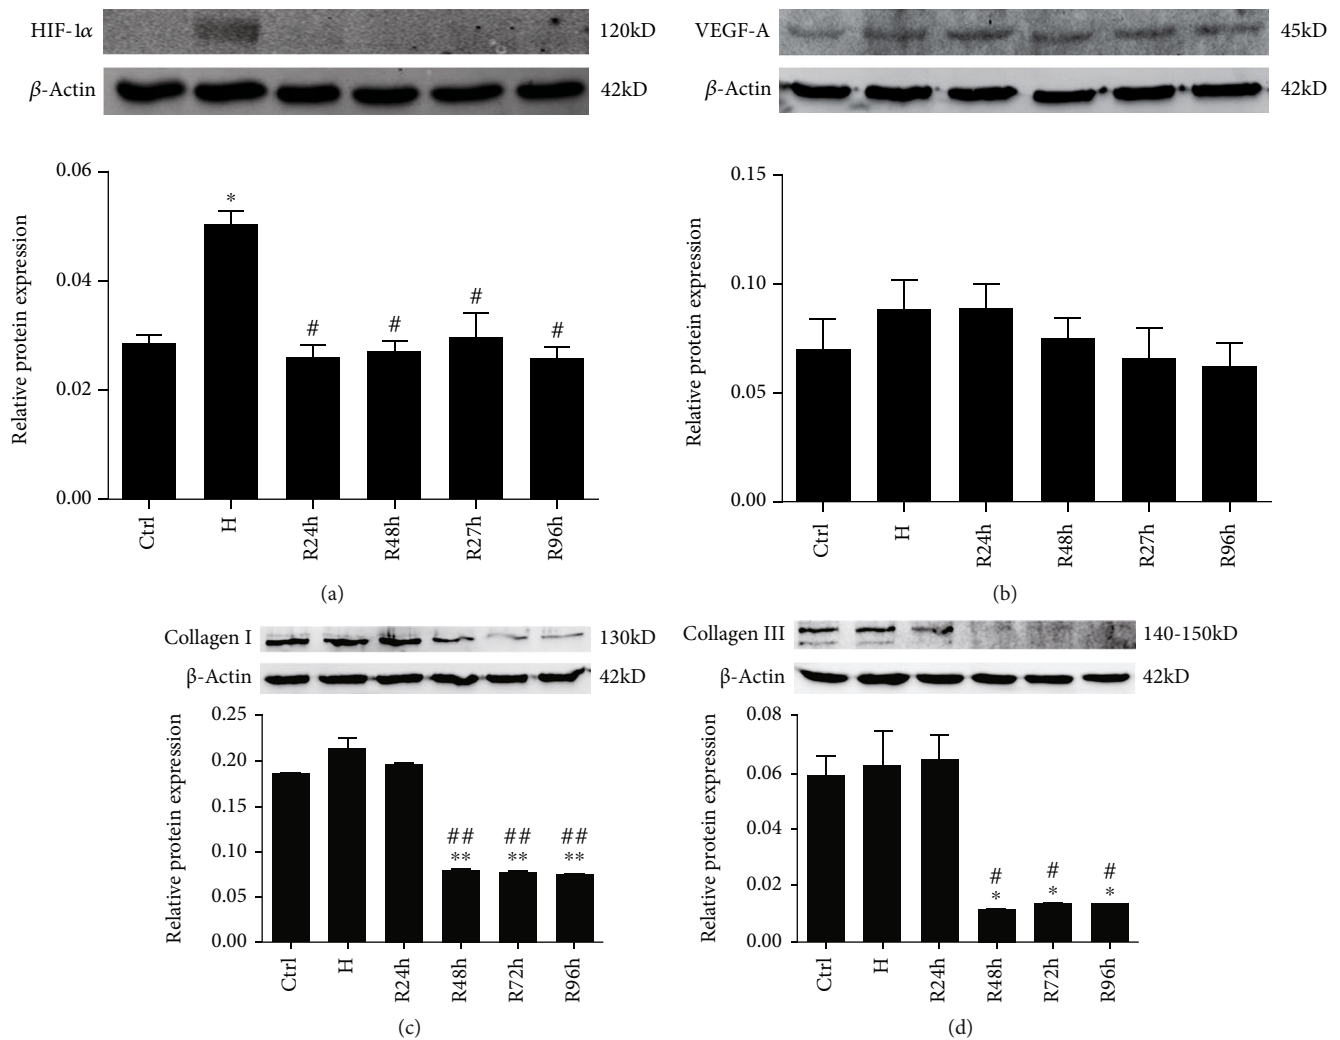 HIF-1α 120kD
β-Actin 42kD
0.06
0.04
0.02
0.00
Relative protein expression
*
#
#
#
#
Ctrl H R24h R48h R27h R96h
(a)
VEGF-A 45kD
β-Actin 42kD
0.15
0.10
0.05
0.00
Relative protein expression
Ctrl H R24h R48h R27h R96h
(b)
Collagen I 130kD
β-Actin 42kD
0.25
0.20
0.15
0.10
0.05
0.00
Relative protein expression
## ## ##
** ** **
Ctrl H R24h R48h R72h R96h
(c)
Collagen III 140-150kD
β-Actin 42kD
0.08
0.06
0.04
0.02
0.00
Relative protein expression
# # #
* * *
Ctrl H R24h R48h R72h R96h
(d)